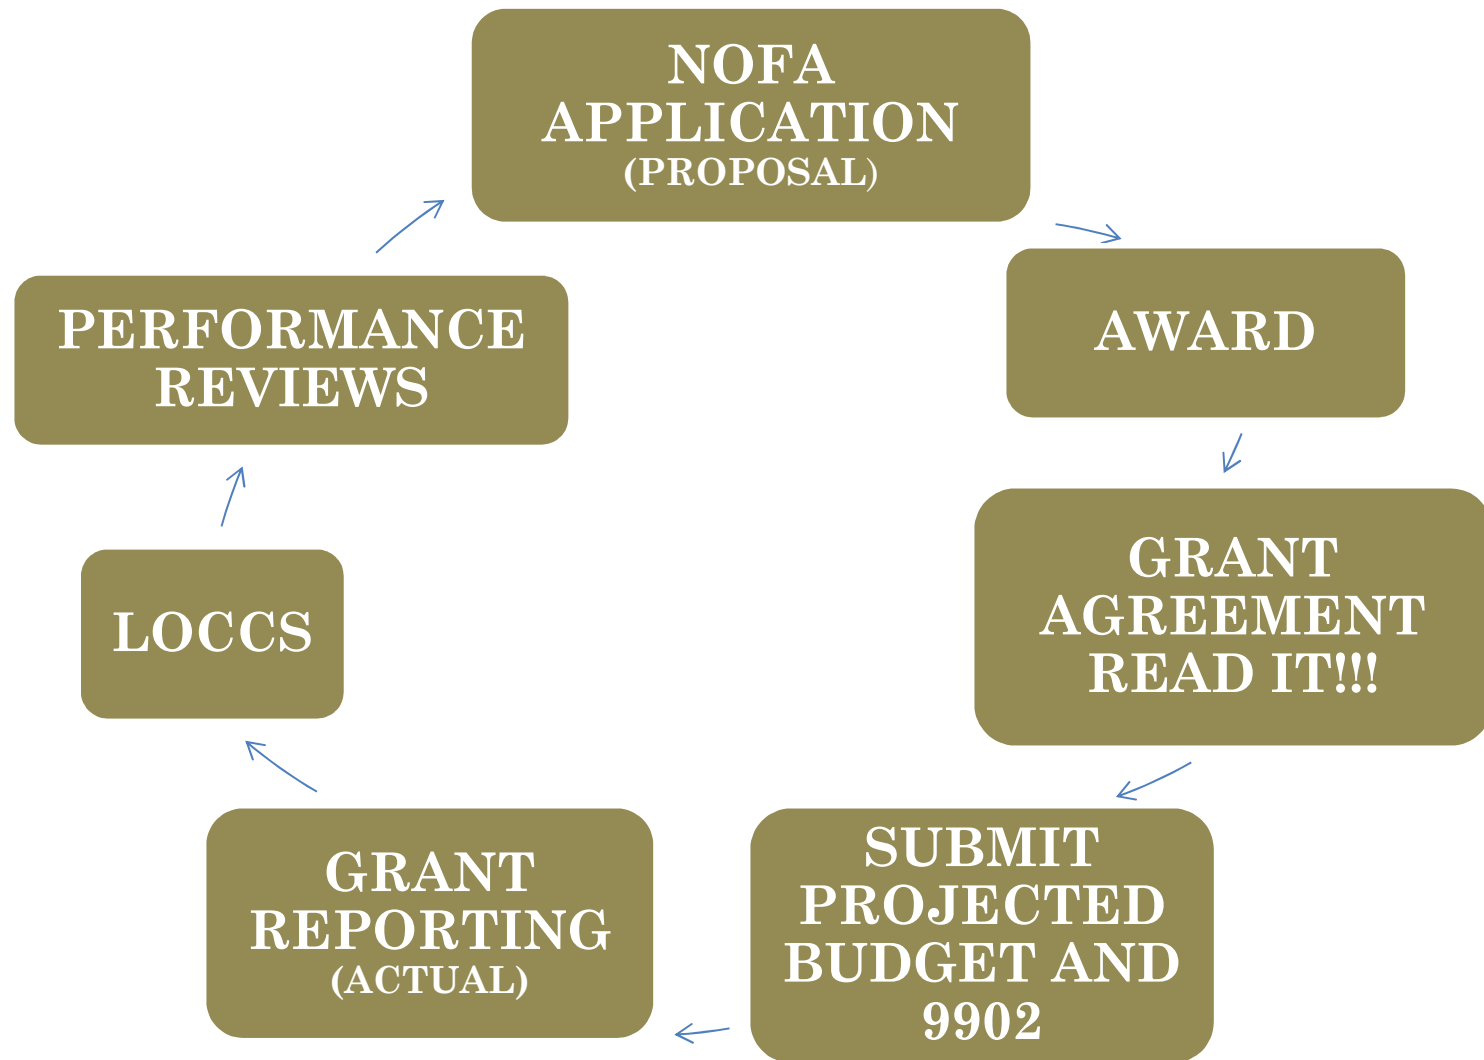 NOFA
APPLICATION
(PROPOSAL)
AWARD
GRANT
AGREEMENT
READ IT!!!
SUBMIT
PROJECTED
BUDGET AND
9902
GRANT
REPORTING
(ACTUAL)
LOCCS
PERFORMANCE
REVIEWS